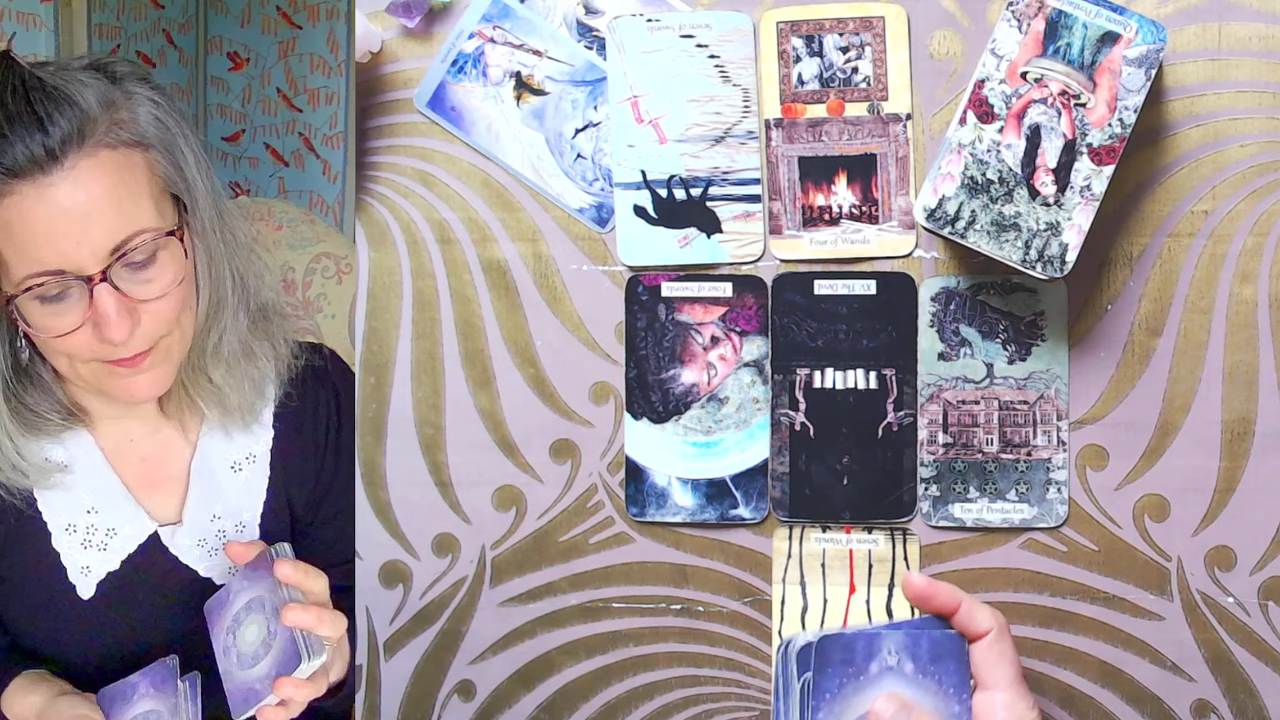 Seven of Swords
Four of Wands
Queen of Pentacles
Four of Swords
XV. The Devil
Ten of Pentacles
Seven of Wands